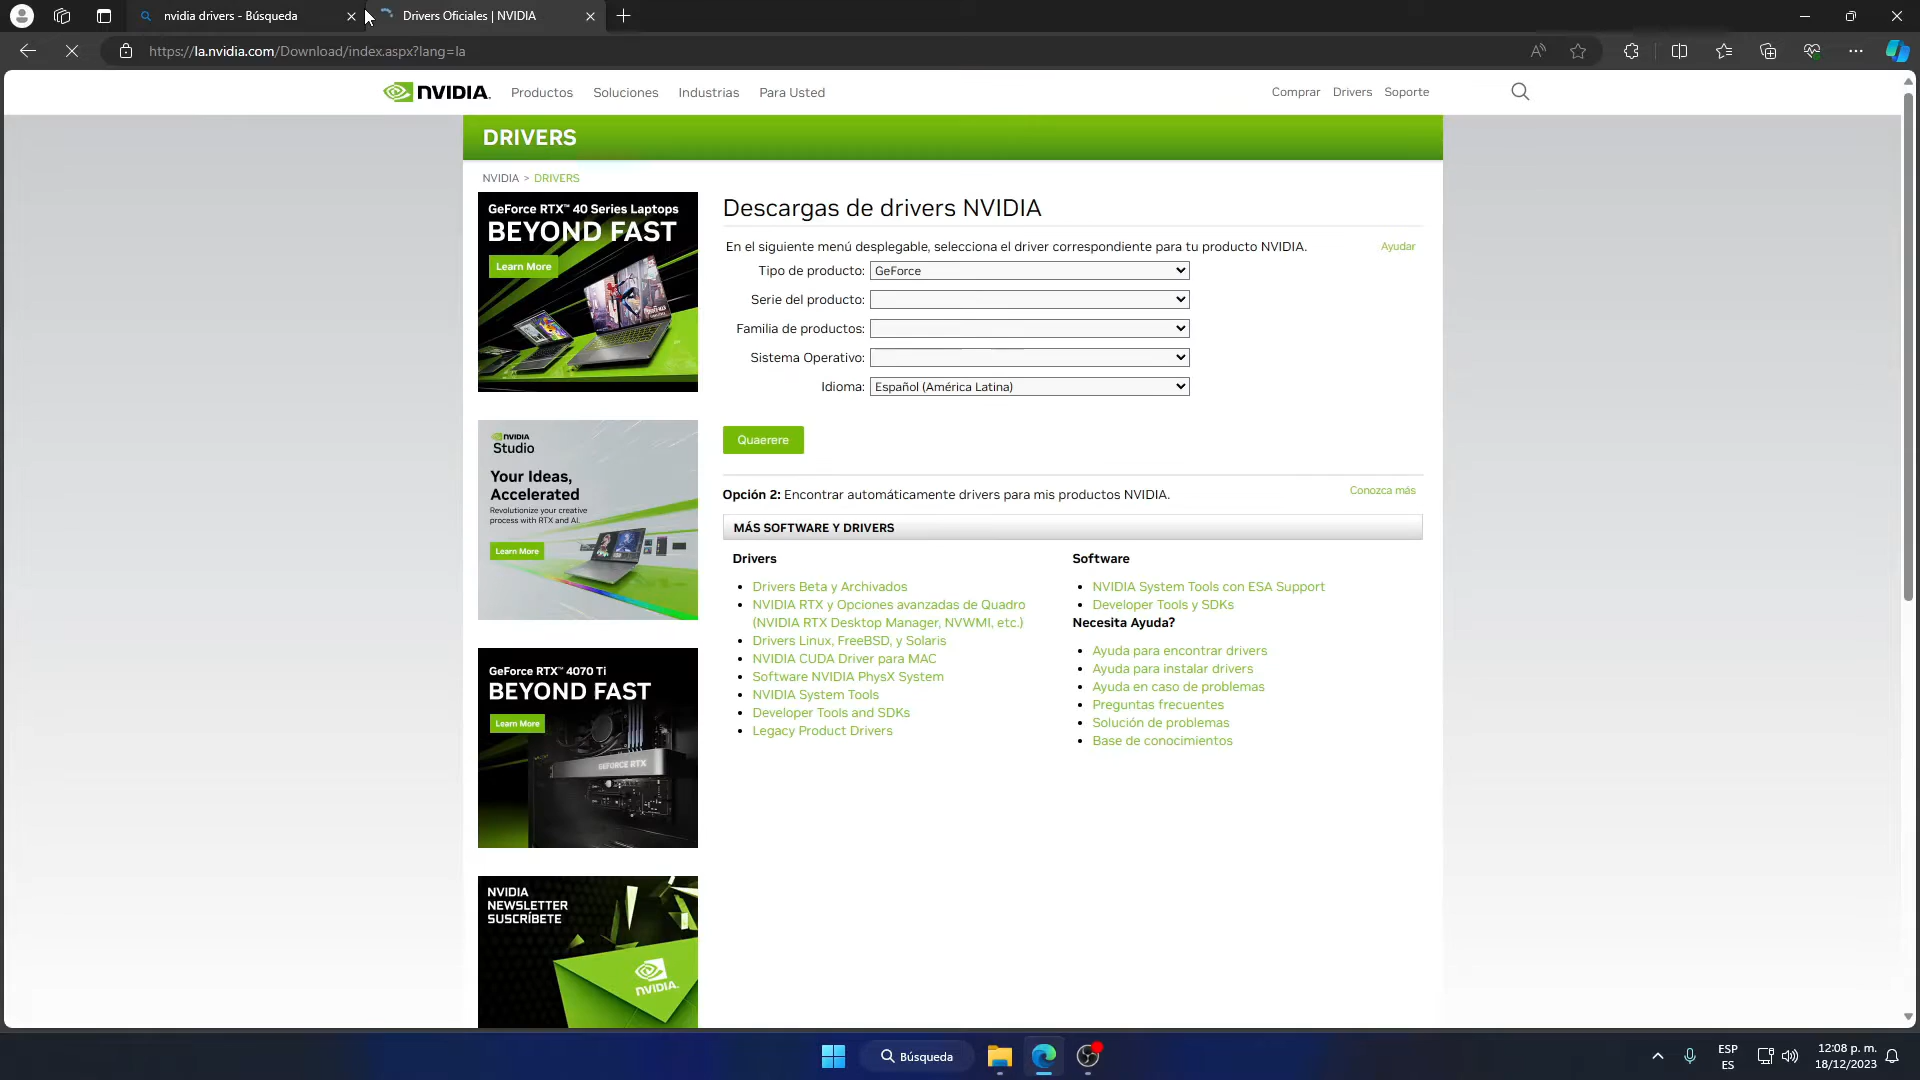 nvidia drivers - Búsqueda
Drivers Oficiales | NVIDIA
https://la.nvidia.com/Download/index.aspx?lang=la
NVIDIA.
Productos
Soluciones
Industrias
Para Usted
Comprar
Drivers
Soporte
DRIVERS
NVIDIA > DRIVERS
GeForce RTX™ 40 Series Laptops
BEYOND FAST
Learn More
Descargas de drivers NVIDIA
En el siguiente menú desplegable, selecciona el driver correspondiente para tu producto NVIDIA.
Ayudar
Tipo de producto: GeForce
Serie del producto:
Familia de productos:
Sistema Operativo:
Idioma: Español (América Latina)
Quaerere
NVIDIA
Studio
Your Ideas,
Accelerated
Revolutionize your creative
process with RTX and AI.
Learn More
Opción 2: Encontrar automáticamente drivers para mis productos NVIDIA.
Conozca más
MÁS SOFTWARE Y DRIVERS
Drivers
Drivers Beta y Archivados
NVIDIA RTX y Opciones avanzadas de Quadro
(NVIDIA RTX Desktop Manager, NVWMI, etc.)
Drivers Linux, FreeBSD, y Solaris
NVIDIA CUDA Driver para MAC
Software NVIDIA PhysX System
NVIDIA System Tools
Developer Tools and SDKs
Legacy Product Drivers
Software
NVIDIA System Tools con ESA Support
Developer Tools y SDKs
Necesita Ayuda?
Ayuda para encontrar drivers
Ayuda para instalar drivers
Ayuda en caso de problemas
Preguntas frecuentes
Solución de problemas
Base de conocimientos
GeForce RTX™ 4070 Ti
BEYOND FAST
Learn More
GEFORCE RTX
NVIDIA
NEWSLETTER
SUSCRÍBETE
NVIDIA.
Búsqueda
ESP
ES
12:08 p. m.
18/12/2023